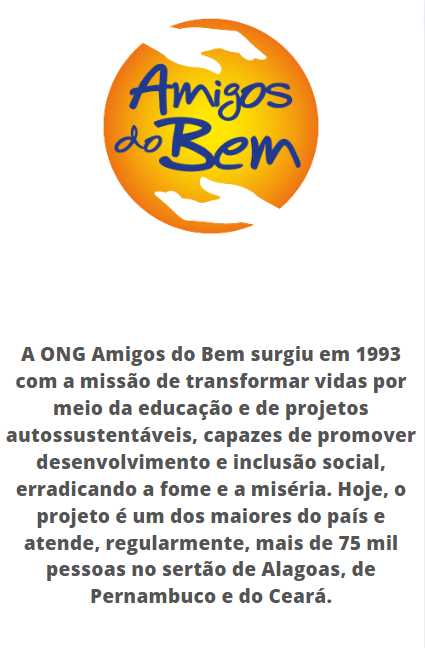 Amigos
do Bem
A ONG Amigos do Bem surgiu em 1993
com a missão de transformar vidas por
meio da educação e de projetos
autossustentáveis, capazes de promover
desenvolvimento e inclusão social,
erradicando a fome e a miséria. Hoje, o
projeto é um dos maiores do país e
atende, regularmente, mais de 75 mil
pessoas no sertão de Alagoas, de
Pernambuco e do Ceará.